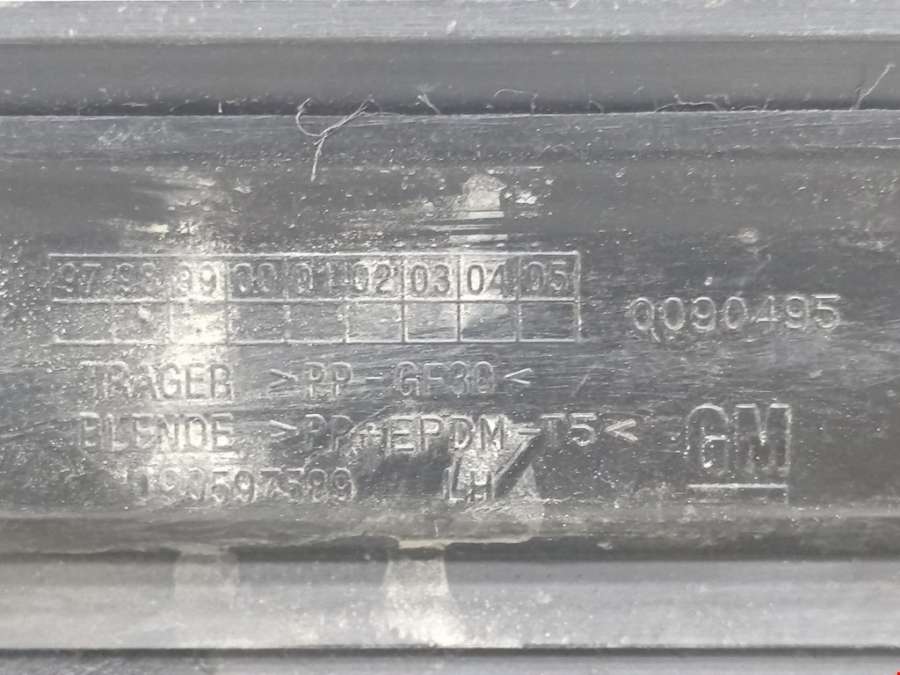 97 98 99 00 01 02 03 04 05
Q090495
TRAGER >PP-GF30<
BLENDE >PP+EPDM-T5<
GM
090597589 LH